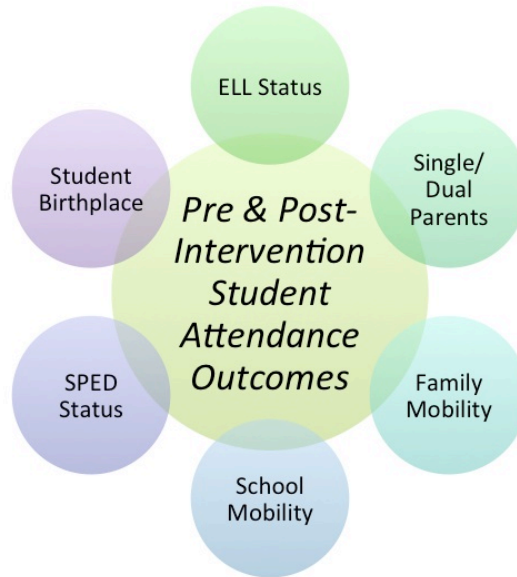 ELL Status
Single/
Dual
Parents
Family
Mobility
School
Mobility
SPED
Status
Student
Birthplace
Pre & Post-
Intervention
Student
Attendance
Outcomes